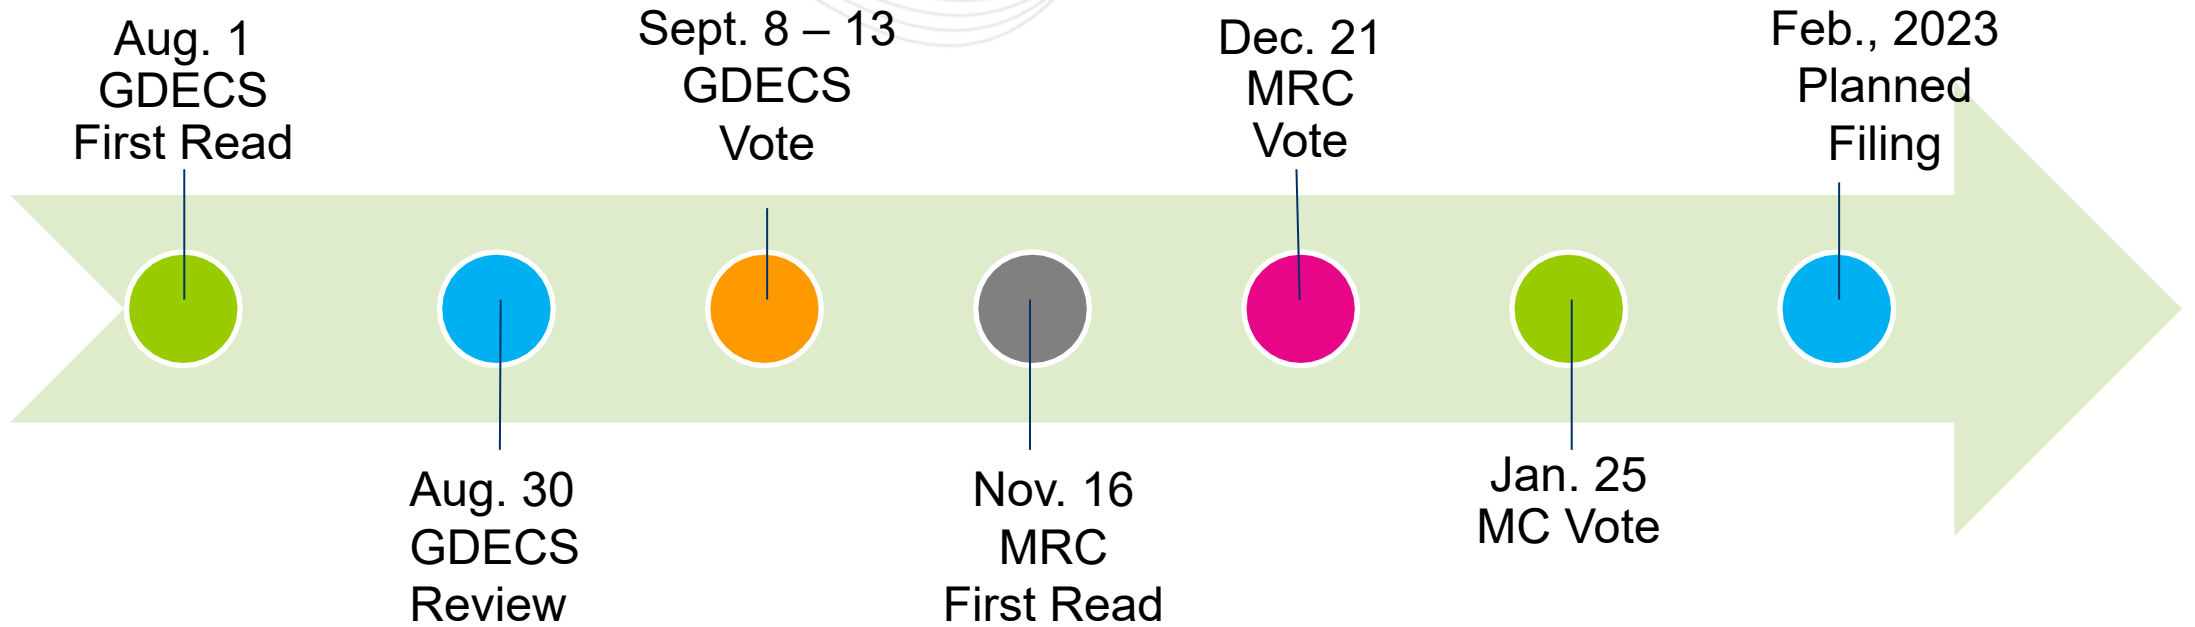 Aug. 1
GDECS
First Read
Aug. 30
GDECS
Review
Sept. 8 – 13
GDECS
Vote
Nov. 16
MRC
First Read
Dec. 21
MRC
Vote
Jan. 25
MC Vote
Feb., 2023
Planned
Filing